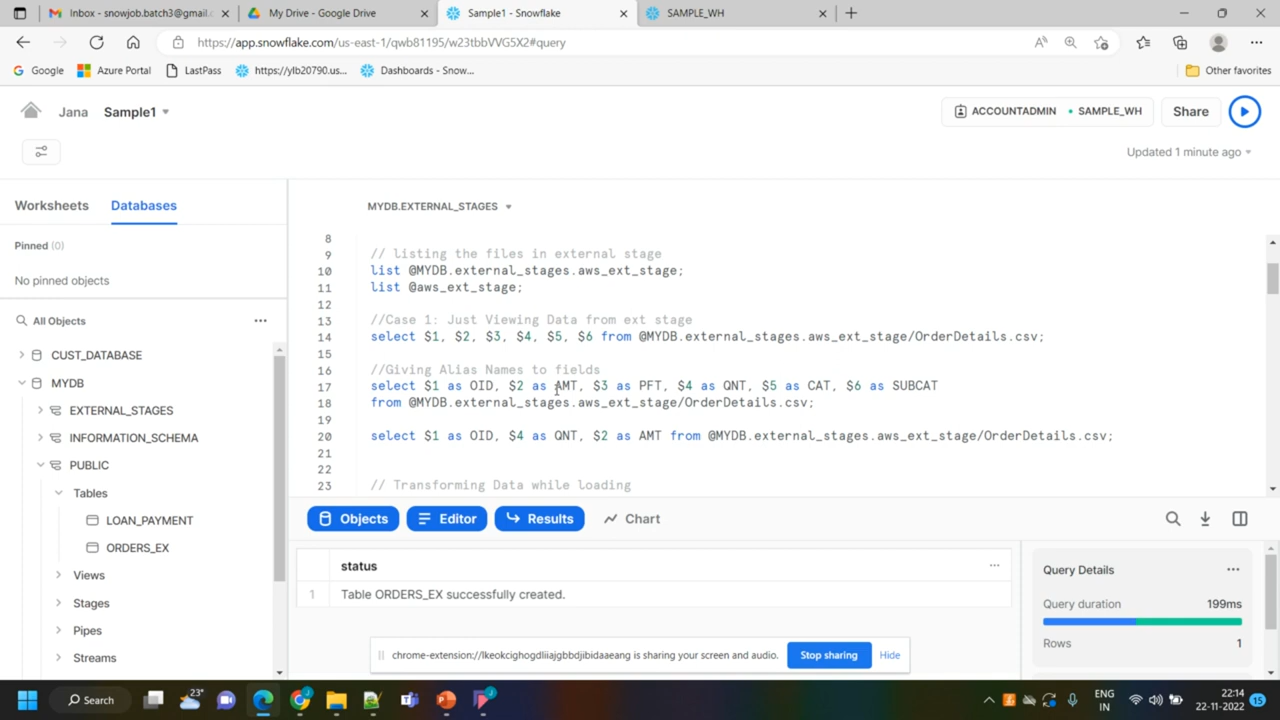 Inbox - snowjob.batch3@gmail.c
My Drive - Google Drive
Sample1 - Snowflake
SAMPLE_WH
https://app.snowflake.com/us-east-1/qwb81195/w23tbbVVG5X2#query
Google
Azure Portal
LastPass
https://ylb20790.us...
Dashboards - Snow...
Other favorites
Jana
Sample1
ACCOUNTADMIN
SAMPLE_WH
Share
Updated 1 minute ago
Worksheets
Databases
Pinned (0)
No pinned objects
All Objects
CUST_DATABASE
MYDB
EXTERNAL_STAGES
INFORMATION_SCHEMA
PUBLIC
Tables
LOAN_PAYMENT
ORDERS_EX
Views
Stages
Pipes
Streams
MYDB.EXTERNAL_STAGES
8
9 // listing the files in external stage
10 list @MYDB.external_stages.aws_ext_stage;
11 list @aws_ext_stage;
12
13 //Case 1: Just Viewing Data from ext stage
14 select $1, $2, $3, $4, $5, $6 from @MYDB.external_stages.aws_ext_stage/OrderDetails.csv;
15
16 //Giving Alias Names to fields
17 select $1 as OID, $2 as AMT, $3 as PFT, $4 as QNT, $5 as CAT, $6 as SUBCAT
18 from @MYDB.external_stages.aws_ext_stage/OrderDetails.csv;
19
20 select $1 as OID, $4 as QNT, $2 as AMT from @MYDB.external_stages.aws_ext_stage/OrderDetails.csv;
21
22
23 // Transforming Data while loading
Objects
Editor
Results
Chart
status
1 Table ORDERS_EX successfully created.
Query Details
Query duration 199ms
Rows 1
chrome-extension://lkeokcighogdliiajgbbdjibidaaeang is sharing your screen and audio.
Stop sharing
Hide
Search
23°
ENG
IN
22:14
22-11-2022
15